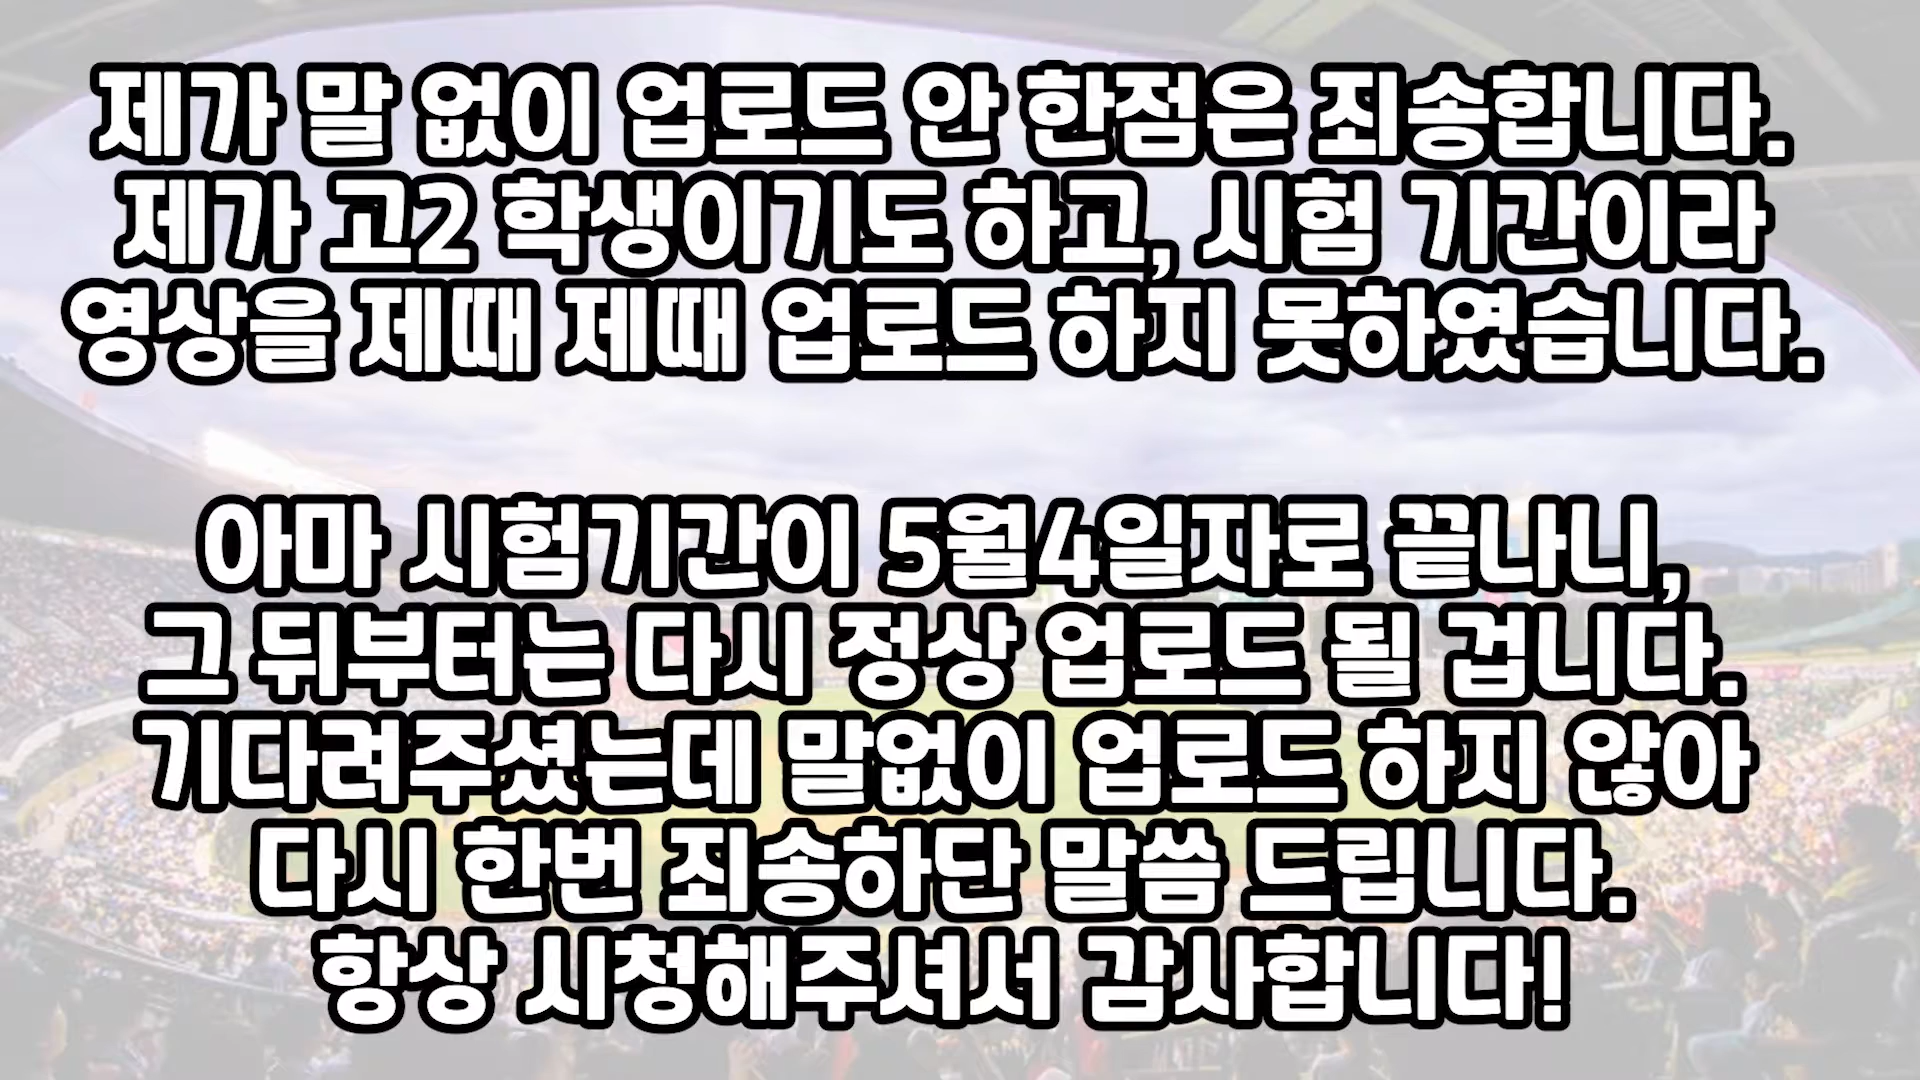 제가 말 없이 업로드 안 한점은 죄송합니다.
제가 고2 학생이기도 하고, 시험 기간이라
영상을 제때 제때 업로드 하지 못하였습니다.
아마 시험기간이 5월4일자로 끝나니,
그 뒤부터는 다시 정상 업로드 될 겁니다.
기다려주셨는데 말없이 업로드 하지 않아
다시 한번 죄송하단 말씀 드립니다.
항상 시청해주셔서 감사합니다!